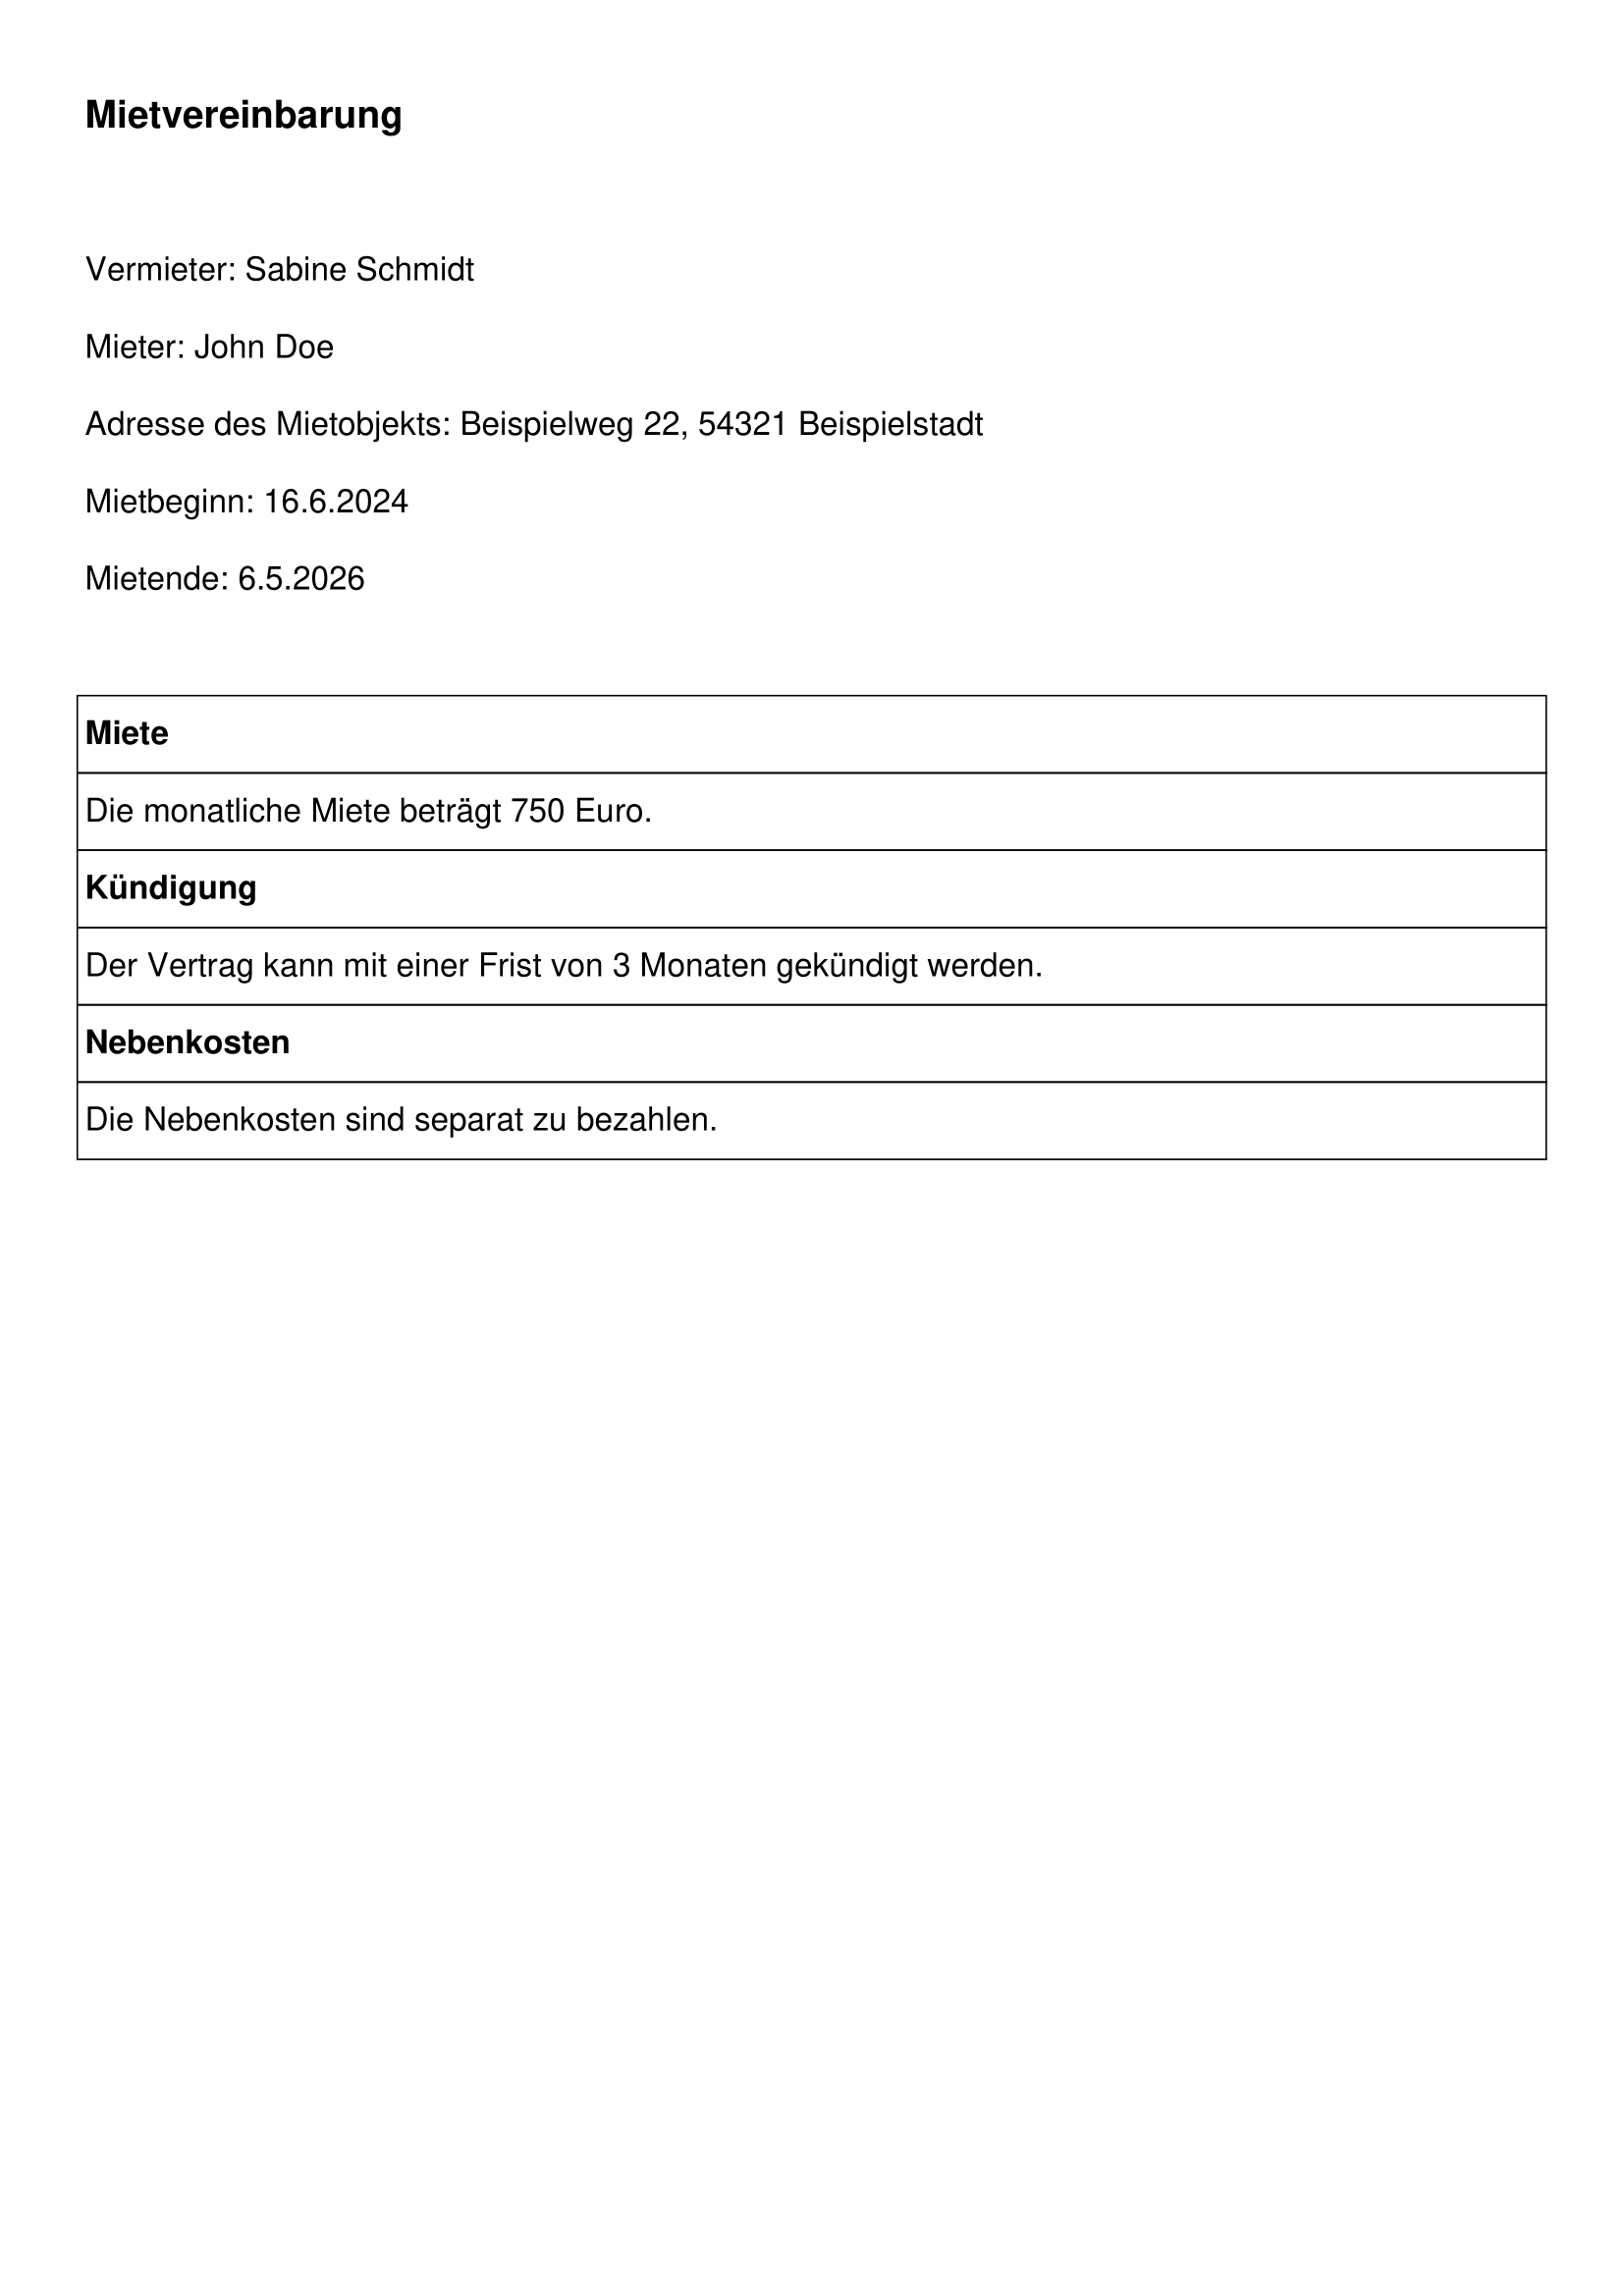 Mietvereinbarung
Vermieter: Sabine Schmidt
Mieter: John Doe
Adresse des Mietobjekts: Beispielweg 22, 54321 Beispielstadt
Mietbeginn: 16.6.2024
Mietende: 6.5.2026
Miete
Die monatliche Miete beträgt 750 Euro.
Kündigung
Der Vertrag kann mit einer Frist von 3 Monaten gekündigt werden.
Nebenkosten
Die Nebenkosten sind separat zu bezahlen.